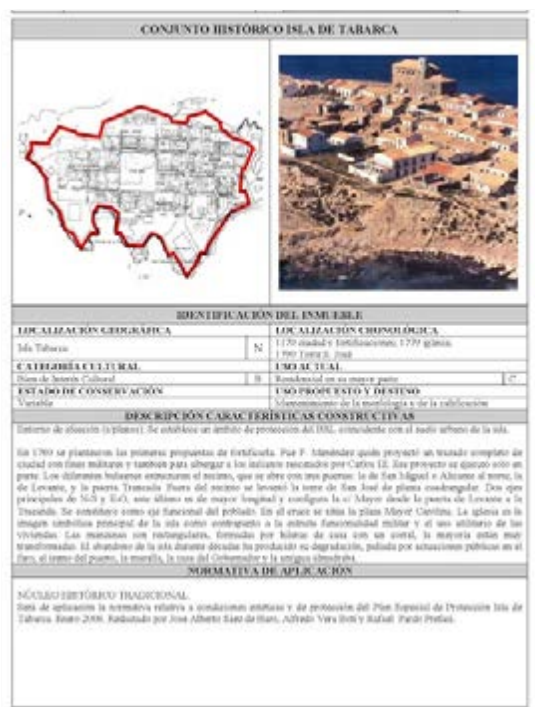 CONJUNTO HISTÓRICO ISLA DE TABARCA
IDENTIFICACIÓN DEL INMUEBLE
LOCALIZACIÓN GEOGRÁFICA
LOCALIZACIÓN CRONOLÓGICA
Isla Tabarca
N
1770 ciudad y fortificaciones; 1779 iglesia;
1790 Torre S. José
CATEGORÍA CULTURAL
USO ACTUAL
Bien de Interés Cultural
B
Residencial en su mayor parte
C
ESTADO DE CONSERVACIÓN
USO PROPUESTO Y DESTINO
Variable
Mantenimiento de la morfología y de la calificación
DESCRIPCIÓN CARACTERÍSTICAS CONSTRUCTIVAS
Entorno de afección (s/planos). Se establece un ámbito de protección del BIC, coincidente con el suelo urbano de la isla.
En 1760 se plantearon las primeras propuestas de fortificarla. Fue F. Menéndez quién proyectó un trazado completo de
ciudad con fines militares y también para albergar a los isleños rescatados por Carlos III. Ese proyecto se ejecutó sólo en
parte. Los diferentes baluartes estructuran el recinto, que se abre con tres puertas: la de San Miguel o Alicante al norte, la
de Levante, y la puerta Trancada. Fuera del recinto se levantó la torre de San José de planta cuadrangular. Dos ejes
principales de N-S y E-O, este último es de mayor longitud y configura la c/ Mayor desde la puerta de Levante a la
Trancada. Se constituye como eje funcional del poblado. En el cruce se sitúa la plaza Mayor Carolina. La iglesia es la
imagen simbólica principal de la isla como contrapunto a la estricta funcionalidad militar y el uso utilitario de las
viviendas. Las manzanas son rectangulares, formadas por hileras de casa con un corral, la mayoría están muy
transformadas. El abandono de la isla durante décadas ha producido su degradación, paliada por actuaciones públicas en el
faro, el tramo del puerto, la muralla, la casa del Gobernador y la antigua almadraba.
NORMATIVA DE APLICACIÓN
NÚCLEO HISTÓRICO TRADICIONAL
Será de aplicación la normativa relativa a condiciones estéticas y de protección del Plan Especial de Protección Isla de
Tabarca. Enero 2006. Redactado por José Alberto Sáez de Haro, Alfredo Vera Botí y Rafael Pardo